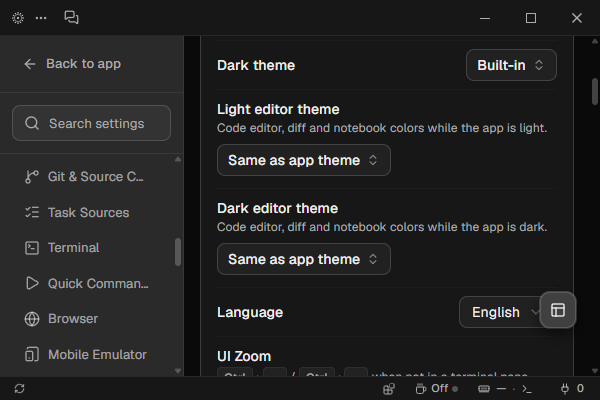 Back to app
Search settings
Git & Source C...
Task Sources
Terminal
Quick Comman...
Browser
Mobile Emulator
Dark theme
Built-in
Light editor theme
Code editor, diff and notebook colors while the app is light.
Same as app theme
Dark editor theme
Code editor, diff and notebook colors while the app is dark.
Same as app theme
Language
English
UI Zoom
Off
0